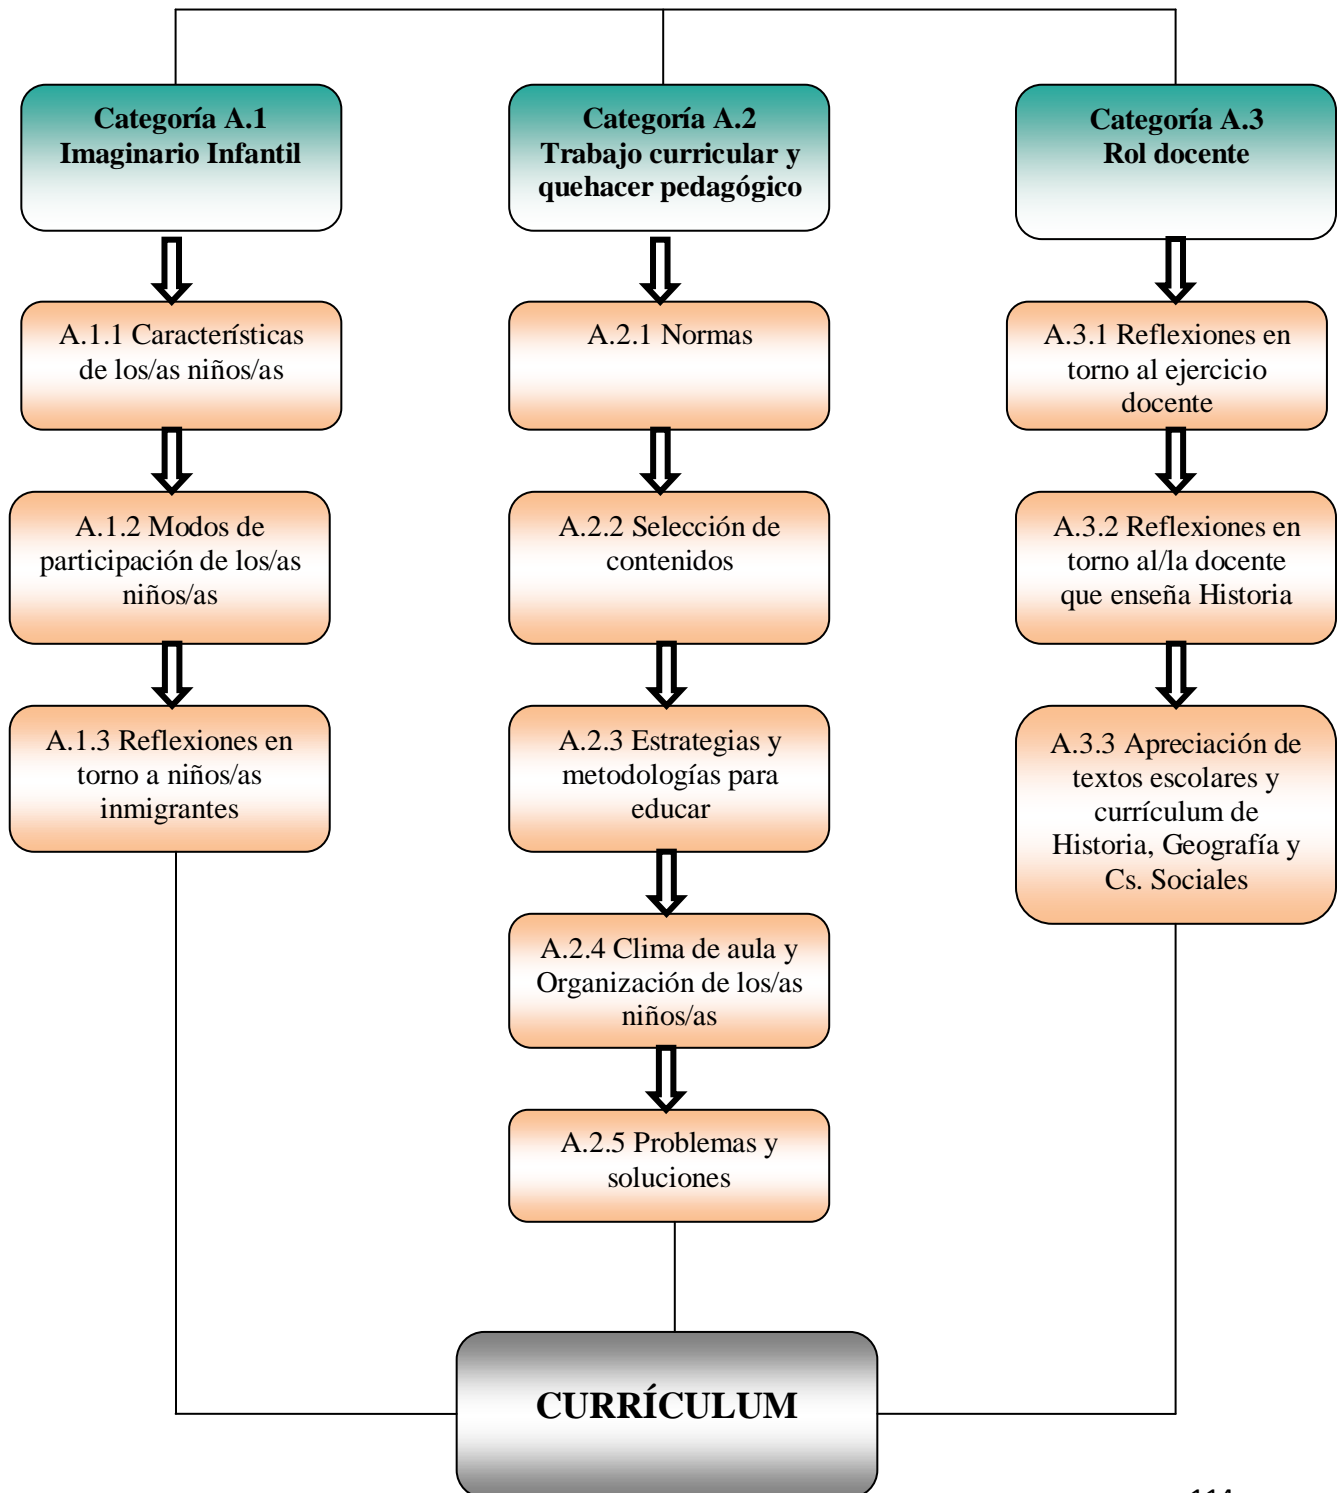 Categoría A.1
Imaginario Infantil
Categoría A.2
Trabajo curricular y
quehacer pedagógico
Categoría A.3
Rol docente
A.1.1 Características
de los/as niños/as
A.2.1 Normas
A.3.1 Reflexiones en
torno al ejercicio
docente
A.1.2 Modos de
participación de los/as
niños/as
A.2.2 Selección de
contenidos
A.3.2 Reflexiones en
torno al/la docente
que enseña Historia
A.1.3 Reflexiones en
torno a niños/as
inmigrantes
A.2.3 Estrategias y
metodologías para
educar
A.3.3 Apreciación de
textos escolares y
currículum de
Historia, Geografía y
Cs. Sociales
A.2.4 Clima de aula y
Organización de los/as
niños/as
A.2.5 Problemas y
soluciones
CURRÍCULUM
114